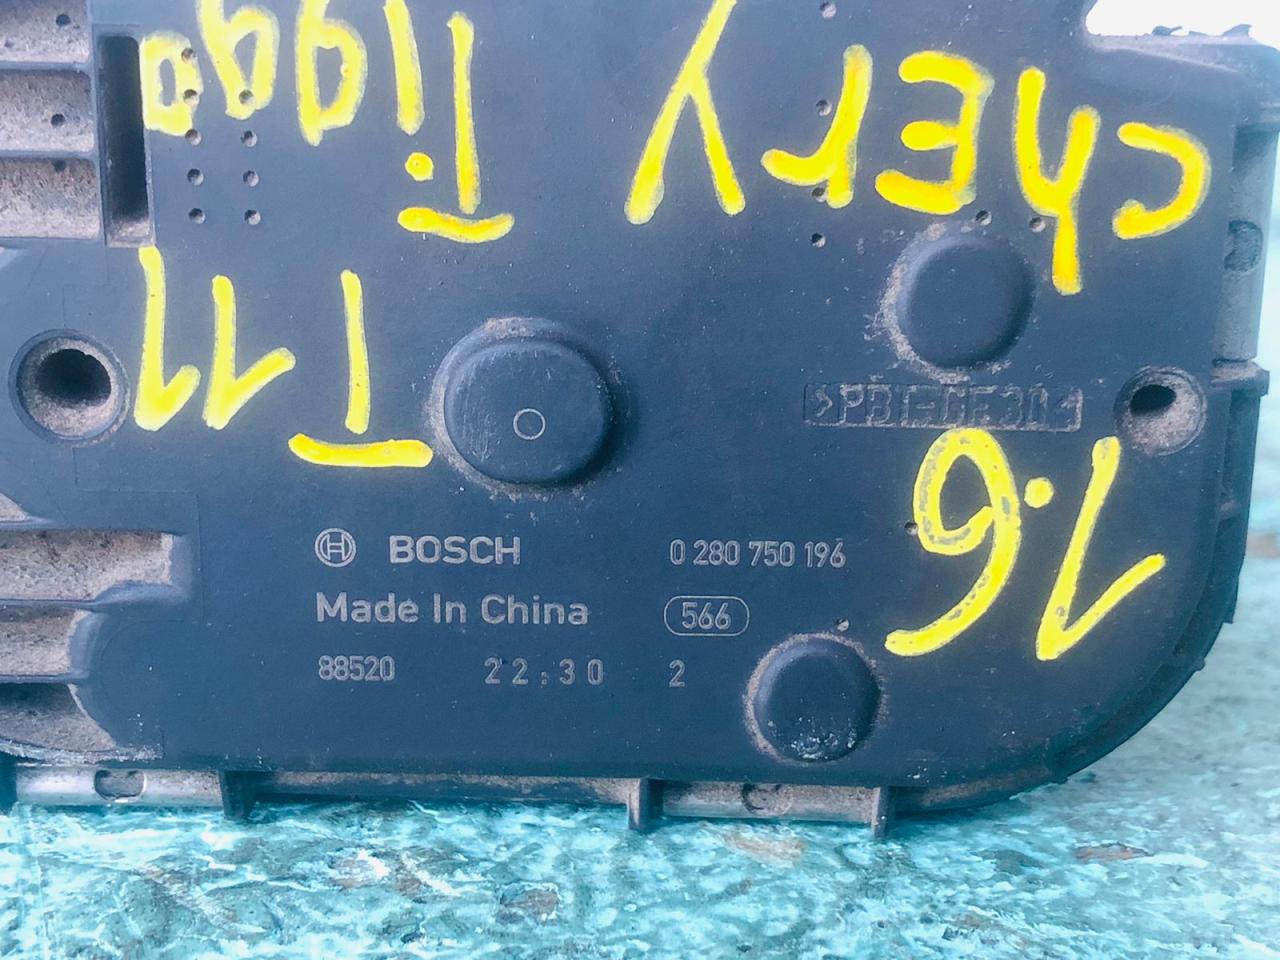 chery Tiggo
T11
1.6
>PBT-GF30<
BOSCH 0 280 750 196
Made In China 566
88520 22:30 2